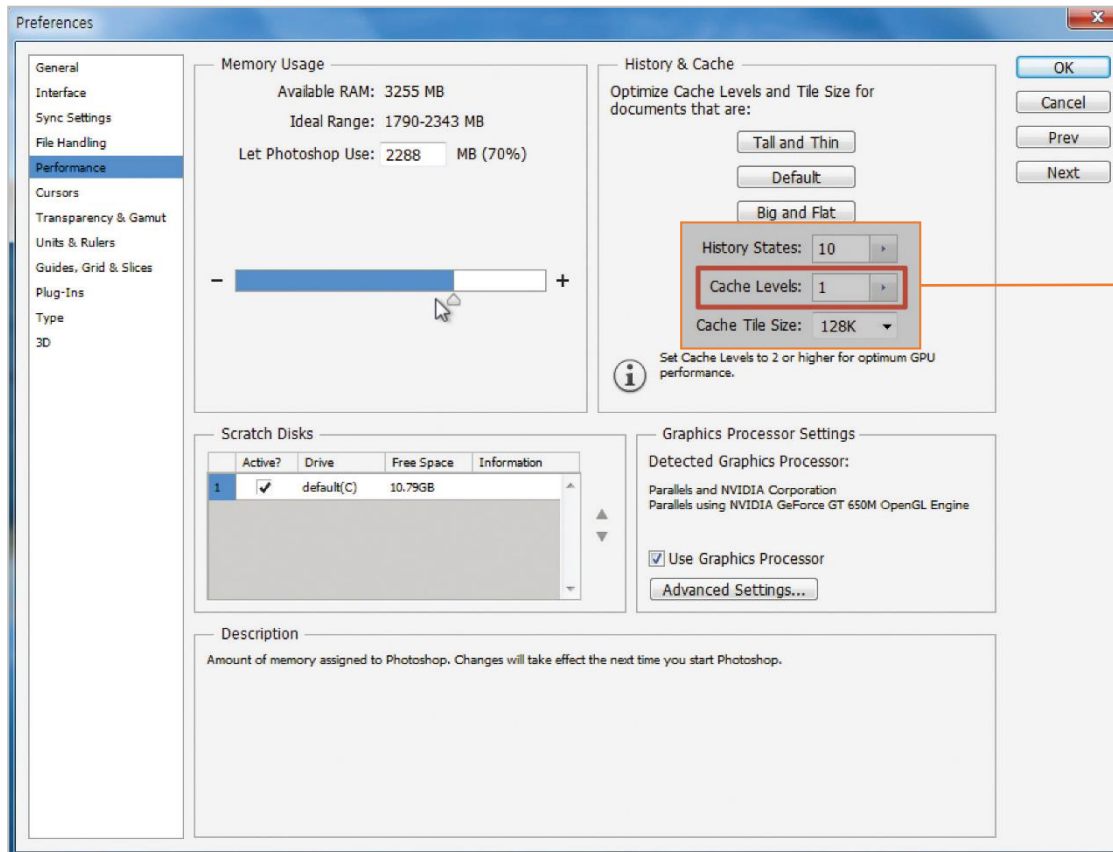 Preferences
General
Interface
Sync Settings
File Handling
Performance
Cursors
Transparency & Gamut
Units & Rulers
Guides, Grid & Slices
Plug-Ins
Type
3D
Memory Usage
Available RAM: 3255 MB
Ideal Range: 1790-2343 MB
Let Photoshop Use: 2288 MB (70%)
- +
History & Cache
Optimize Cache Levels and Tile Size for
documents that are:
Tall and Thin
Default
Big and Flat
History States: 10
Cache Levels: 1
Cache Tile Size: 128K
Set Cache Levels to 2 or higher for optimum GPU
performance.
OK
Cancel
Prev
Next
Scratch Disks
Active? Drive Free Space Information
1 default(C) 10.79GB
Graphics Processor Settings
Detected Graphics Processor:
Parallels and NVIDIA Corporation
Parallels using NVIDIA GeForce GT 650M OpenGL Engine
Use Graphics Processor
Advanced Settings...
Description
Amount of memory assigned to Photoshop. Changes will take effect the next time you start Photoshop.